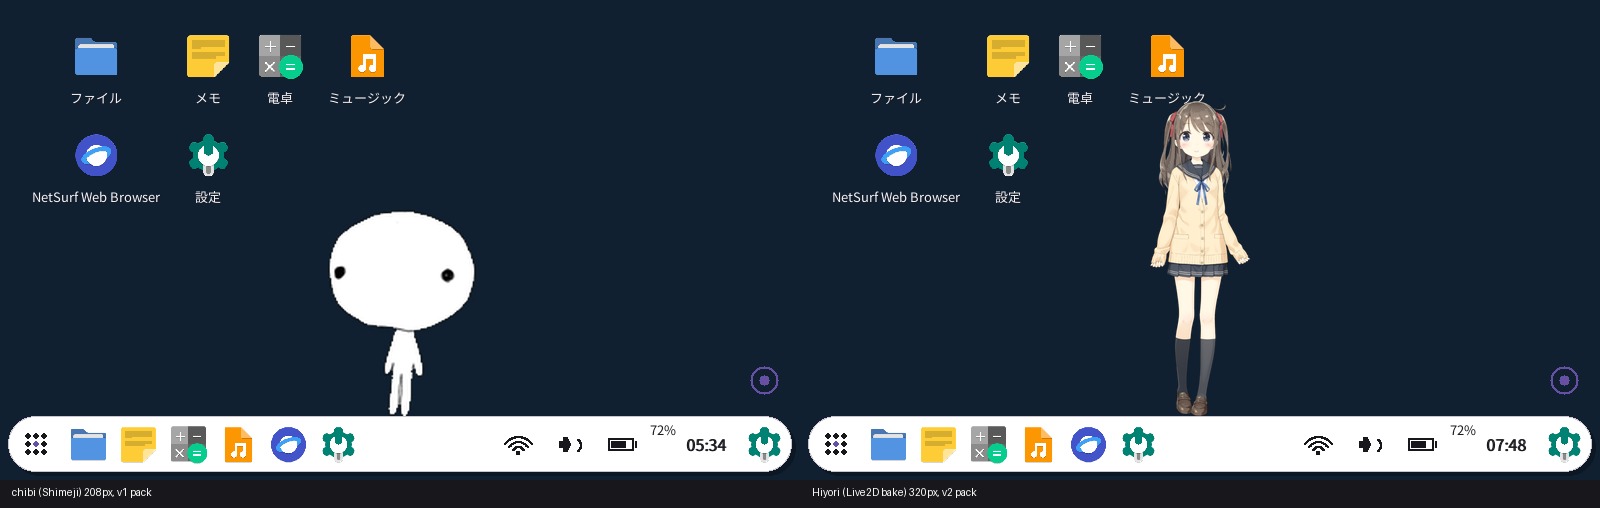 ファイル
メモ
電卓
ミュージック
NetSurf Web Browser
設定
72%
05:34
chibi (Shimeji) 208px, v1 pack
ファイル
メモ
電卓
ミュージック
NetSurf Web Browser
設定
72%
07:48
Hiyori (Live2D bake) 320px, v2 pack